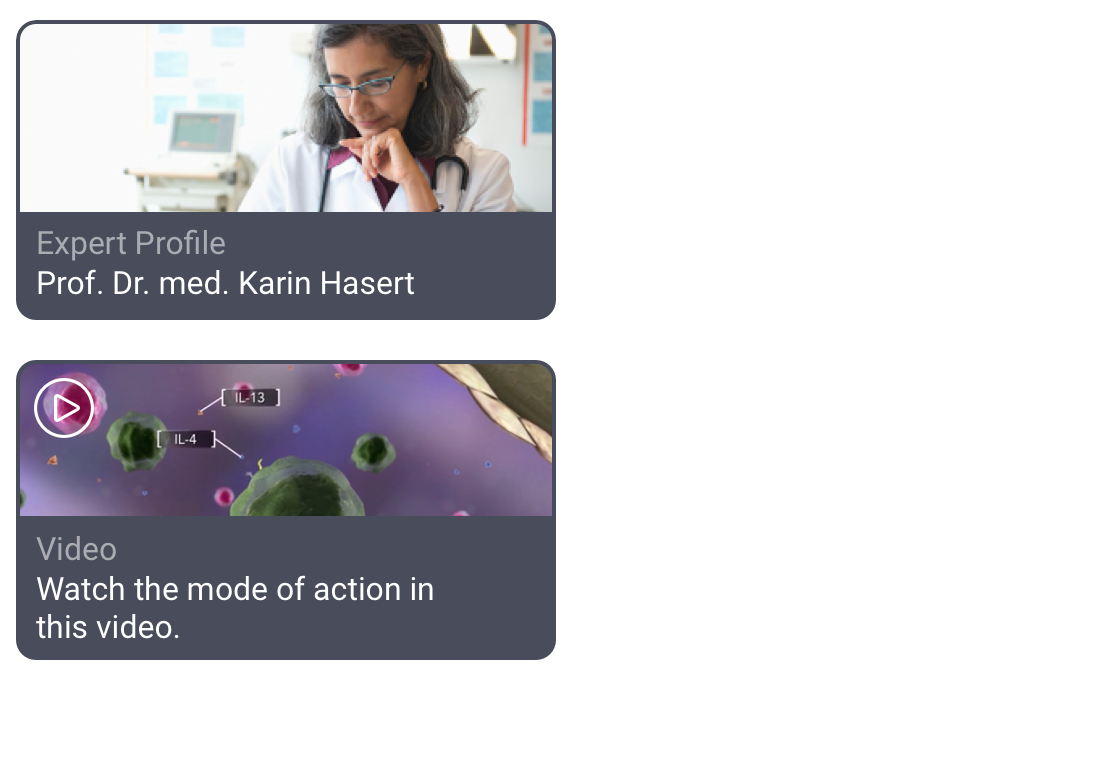 Expert Profile
Prof. Dr. med. Karin Hasert
IL-13
IL-4
Video
Watch the mode of action in
this video.